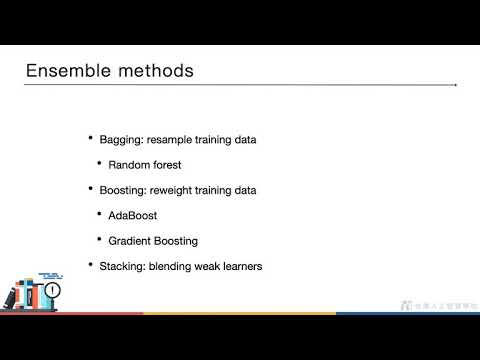 Ensemble methods
• Bagging: resample training data
• Random forest
• Boosting: reweight training data
• AdaBoost
• Gradient Boosting
• Stacking: blending weak learners